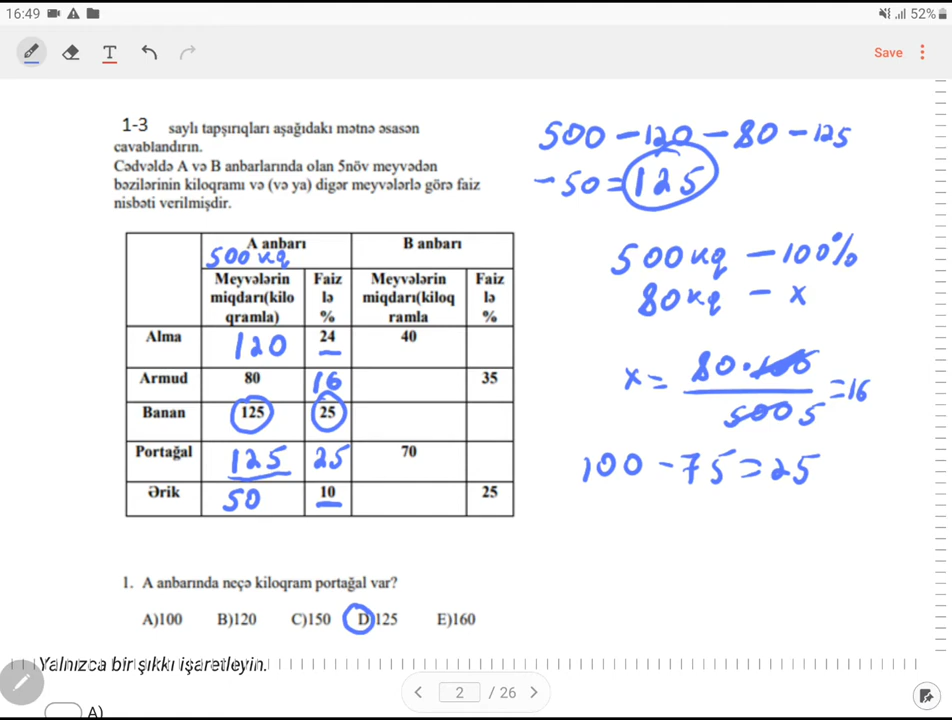 16:49
52%
T
Save
1-3 saylı tapşırıqları aşağıdakı mətnə əsasən
cavablandırın.
Cədvəldə A və B anbarlarında olan 5növ meyvədən
bəzilərinin kiloqramı və (və ya) digər meyvələrlə görə faiz
nisbəti verilmişdir.
500 - 120 - 80 - 125
- 50 = 125
A anbarı
500 kq
B anbarı
Meyvələrin
miqdarı(kilo
qramla)
Faiz
lə
%
Meyvələrin
miqdarı(kiloq
ramla
Faiz
lə
%
Alma 120 24 40
Armud 80 16 35
Banan 125 25
Portağal 125 25 70
Ərik 50 10 25
500 kq - 100%
80 kq - x
x = 80 · 100 / 500 5 = 16
100 - 75 = 25
1. A anbarında neçə kiloqram portağal var?
A)100 B)120 C)150 D)125 E)160
Yalnızca bir şıkkı işaretleyin.
2 / 26
A)